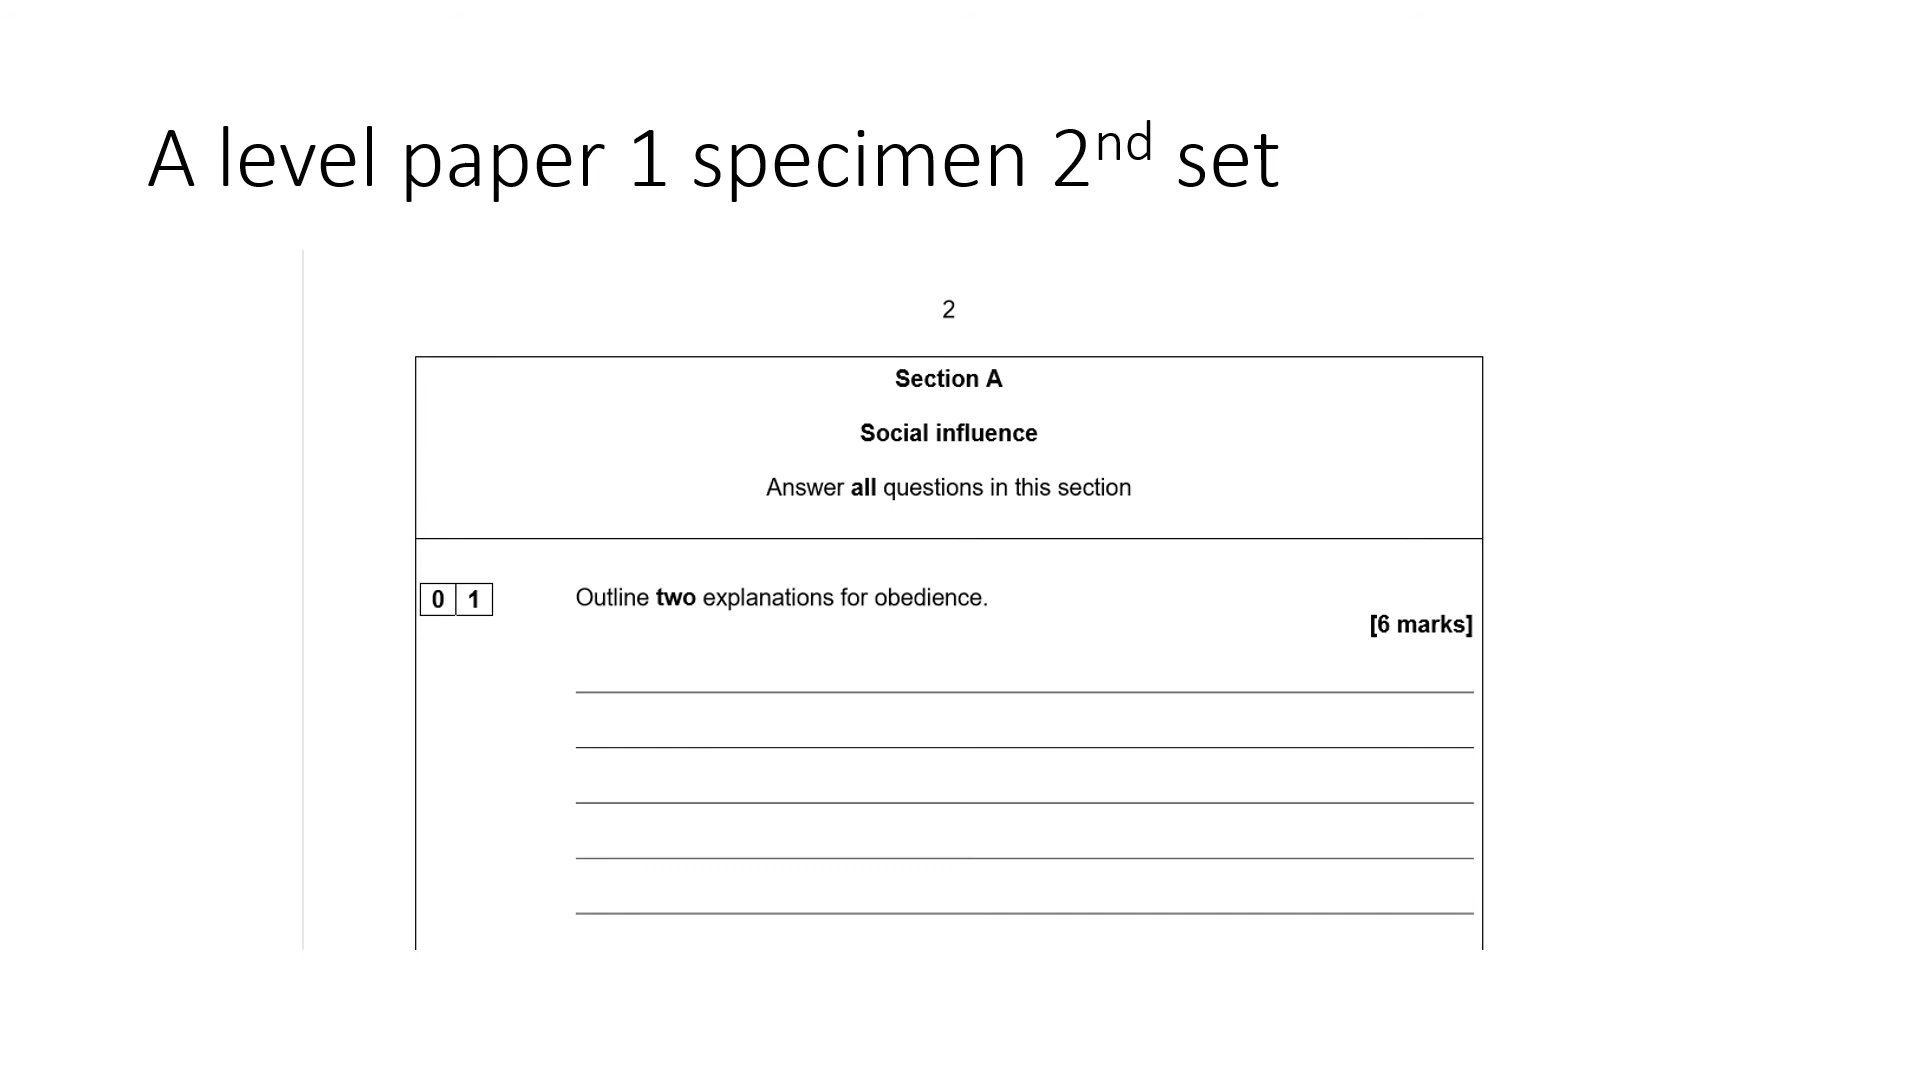 A level paper 1 specimen 2nd set
2
Section A
Social influence
Answer all questions in this section
0 1 Outline two explanations for obedience.
[6 marks]